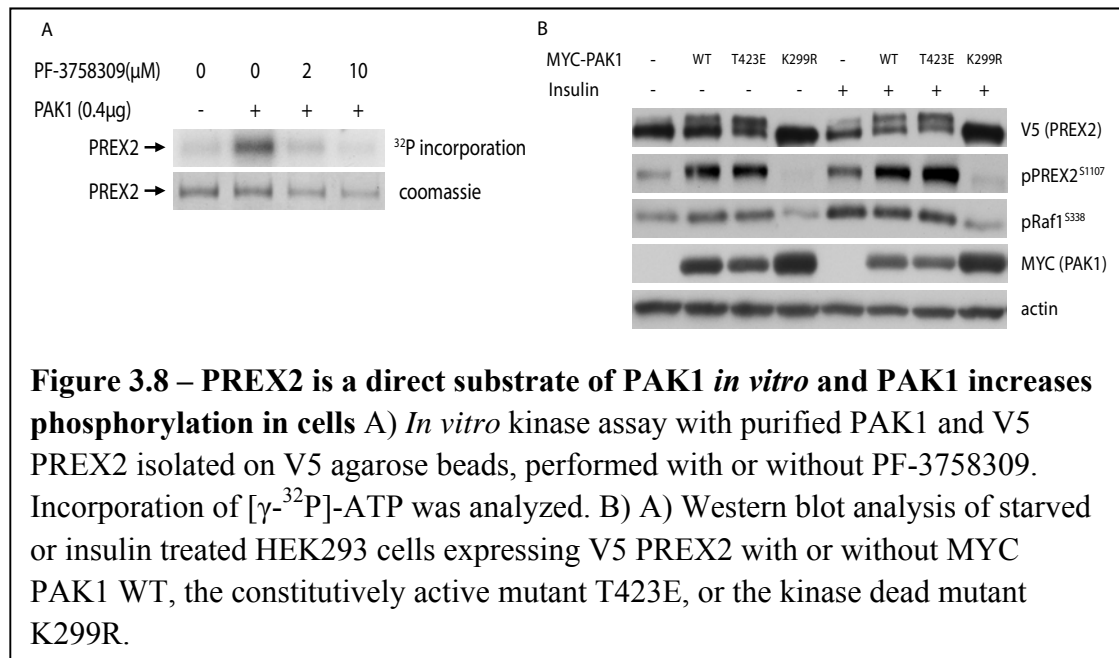 A
PF-3758309(μM) 0 0 2 10
PAK1 (0.4μg) - + + +
PREX2 → ³²P incorporation
PREX2 → coomassie
B
MYC-PAK1 - WT T423E K299R - WT T423E K299R
Insulin - - - - + + + +
V5 (PREX2)
pPREX2 S1107
pRaf1 S338
MYC (PAK1)
actin
Figure 3.8 – PREX2 is a direct substrate of PAK1 in vitro and PAK1 increases
phosphorylation in cells A) In vitro kinase assay with purified PAK1 and V5
PREX2 isolated on V5 agarose beads, performed with or without PF-3758309.
Incorporation of [γ-³²P]-ATP was analyzed. B) A) Western blot analysis of starved
or insulin treated HEK293 cells expressing V5 PREX2 with or without MYC
PAK1 WT, the constitutively active mutant T423E, or the kinase dead mutant
K299R.